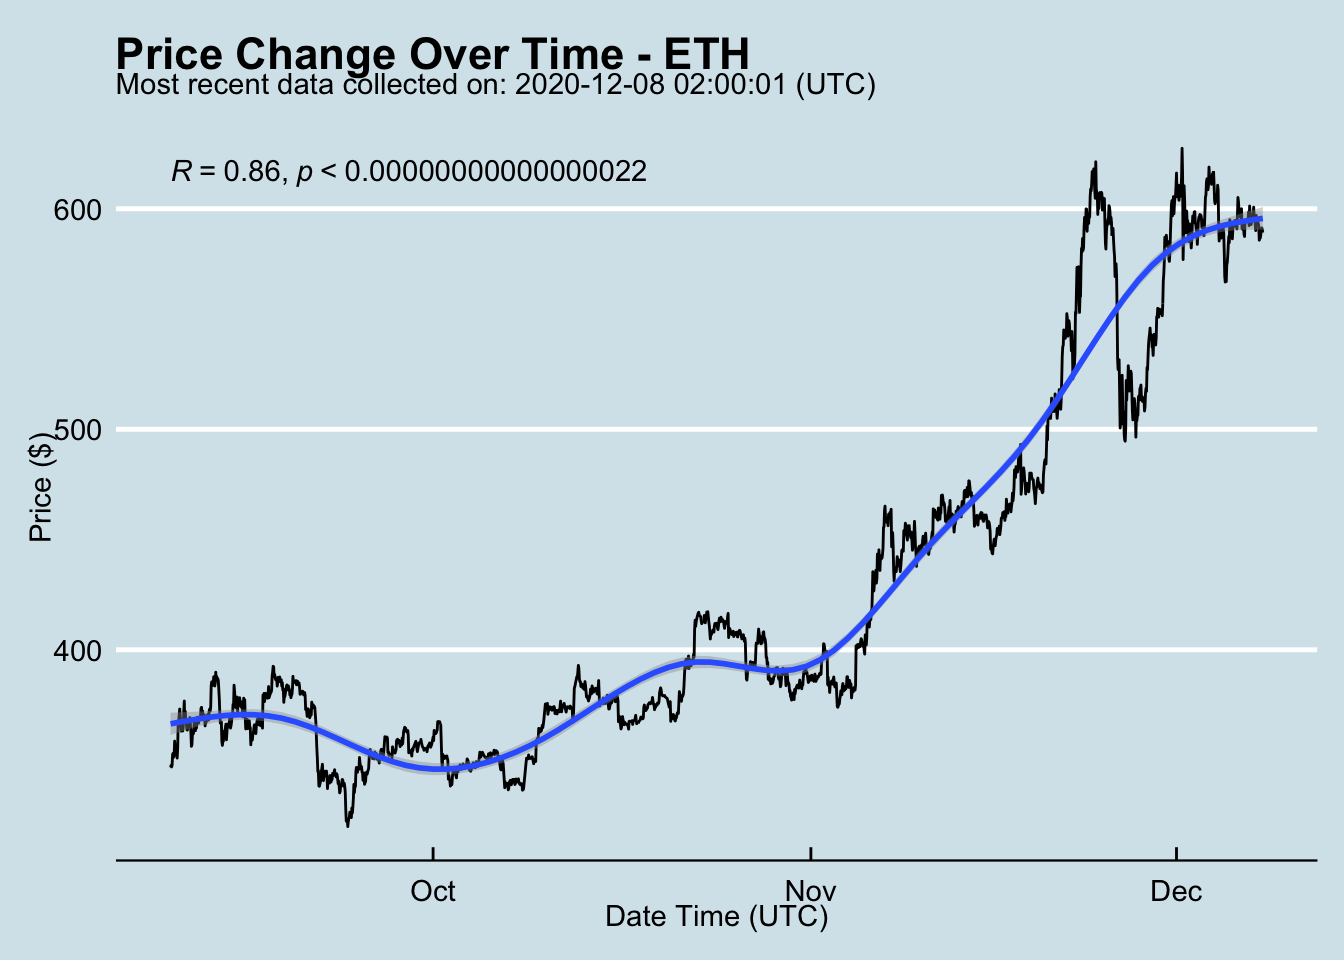 Price Change Over Time - ETH
Most recent data collected on: 2020-12-08 02:00:01 (UTC)
R = 0.86, p < 0.00000000000000022
600
500
400
Price ($)
Oct
Nov
Dec
Date Time (UTC)